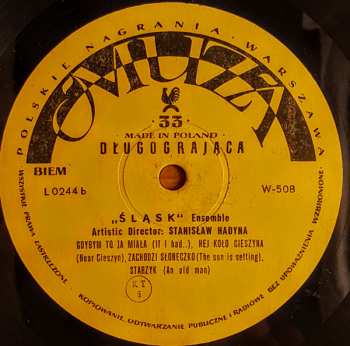 POLSKIE NAGRANIA · WARSZAWA
MUZA
33
MADE IN POLAND
DŁUGOGRAJĄCA
BIEM
L 0244 b
W-508
„ŚLĄSK" Ensemble
Artistic Director: STANISŁAW HADYNA
GDYBYM TO JA MIAŁA (If I had..), HEJ KOŁO CIESZYNA
(Near Cieszyn), ZACHODZI SŁONECZKO (The sun is setting),
STARZYK (An old man)
WSZYSTKIE PRAWA ZASTRZEŻONE. KOPIOWANIE, ODTWARZANIE PUBLICZNE I RADIOWE BEZ UPOWAŻNIENIA WZBRONIONE